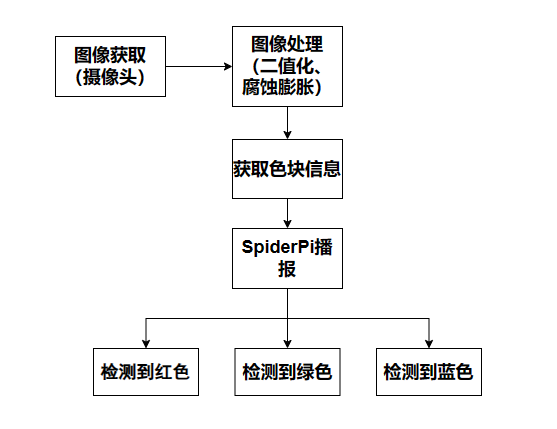 图像获取
（摄像头）
图像处理
（二值化、
腐蚀膨胀）
获取色块信息
SpiderPi播
报
检测到红色
检测到绿色
检测到蓝色